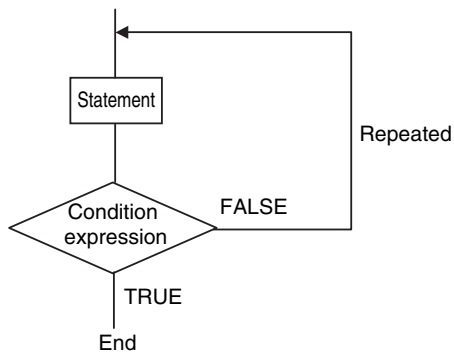 Statement
Repeated
Condition
expression
FALSE
TRUE
End